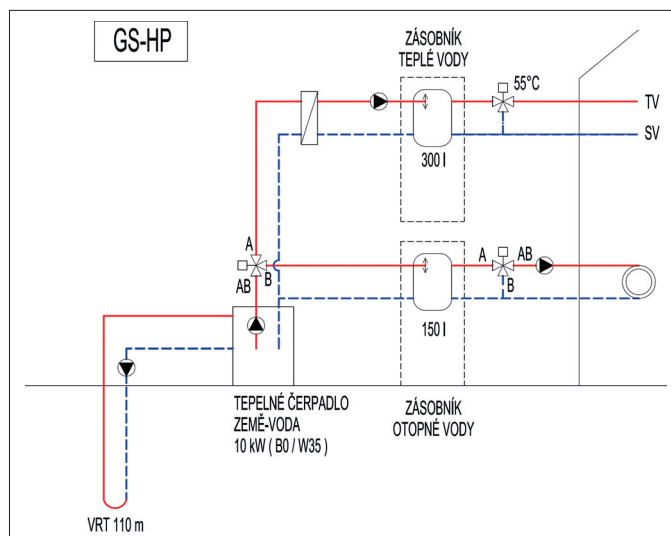 GS-HP
ZÁSOBNÍK
TEPLÉ VODY
55°C
TV
SV
300 l
A
B
AB
A
AB
B
150 l
TEPELNÉ ČERPADLO
ZEMĚ-VODA
10 kW ( B0 / W35 )
ZÁSOBNÍK
OTOPNÉ VODY
VRT 110 m